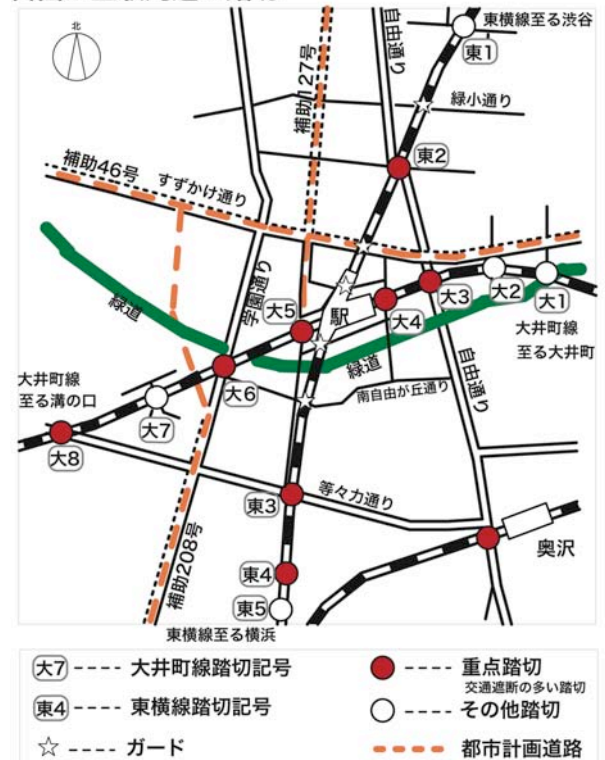 北
東横線至る渋谷
東1
自由通り
補助127号
緑小通り
東2
補助46号
すずかけ通り
学園通り
大5
駅
大4
大3
大2
大1
緑道
大井町線
至る大井町
緑道
大井町線
至る溝の口
大6
南自由が丘通り
自由通り
大7
大8
東3
等々力通り
奥沢
補助208号
東4
東5
東横線至る横浜
大7 ---- 大井町線踏切記号
東4 ---- 東横線踏切記号
☆ ---- ガード
---- 重点踏切
交通遮断の多い踏切
---- その他踏切
都市計画道路